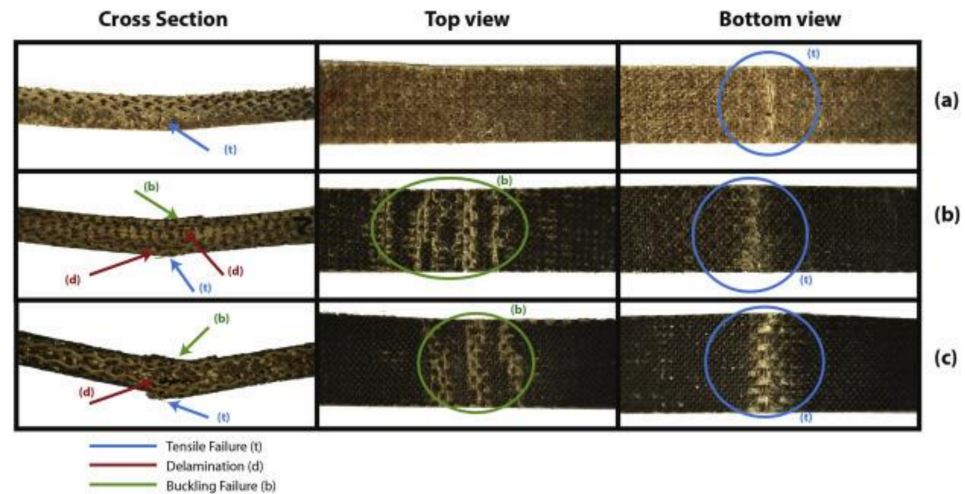 Cross Section Top view Bottom view
(t)
(a)
(t)
(b) (b)
(b)
(d) (d)
(t) (t)
(b) (b)
(c)
(d)
(t) (t)
Tensile Failure (t)
Delamination (d)
Buckling Failure (b)